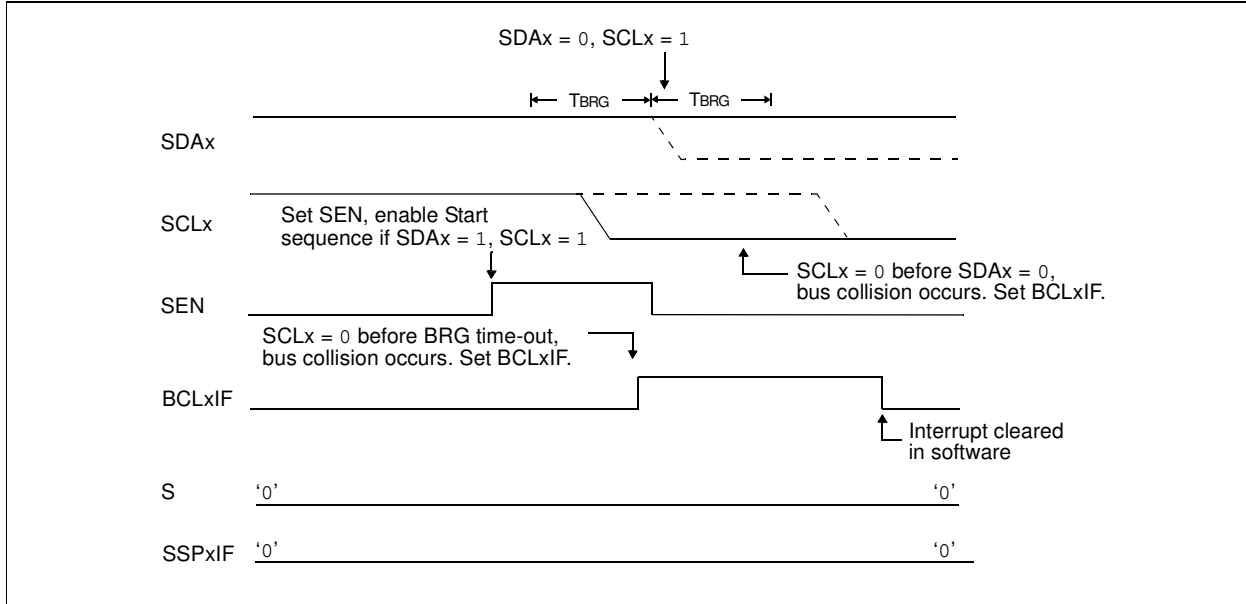 SDAx = 0, SCLx = 1
TBRG TBRG
SDAx
SCLx
Set SEN, enable Start
sequence if SDAx = 1, SCLx = 1
SCLx = 0 before SDAx = 0,
bus collision occurs. Set BCLxIF.
SEN
SCLx = 0 before BRG time-out,
bus collision occurs. Set BCLxIF.
BCLxIF
Interrupt cleared
in software
S ‘0’ ‘0’
SSPxIF ‘0’ ‘0’